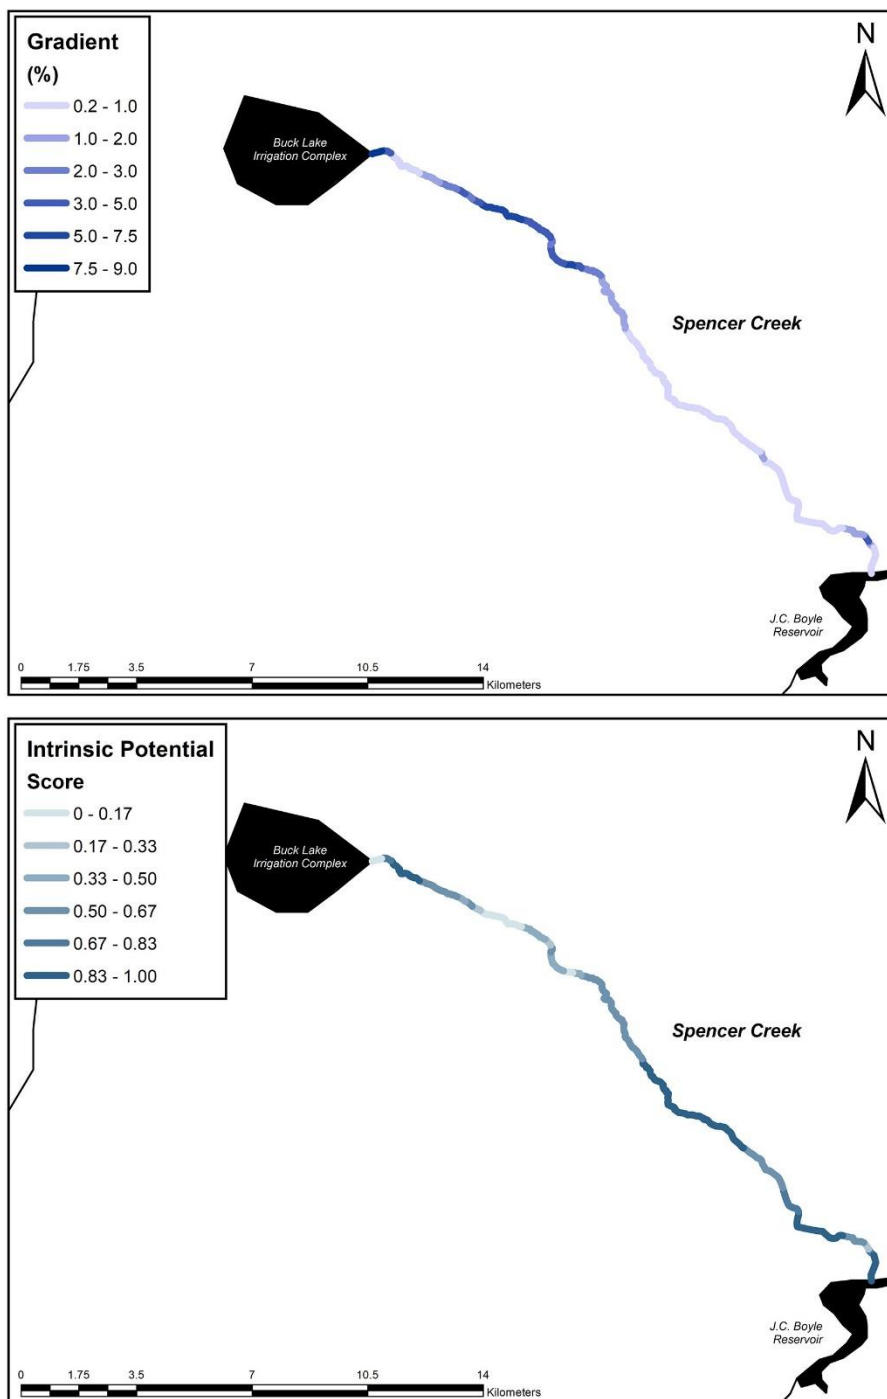 Gradient
(%)
0.2 - 1.0
1.0 - 2.0
2.0 - 3.0
3.0 - 5.0
5.0 - 7.5
7.5 - 9.0
N
Buck Lake
Irrigation Complex
Spencer Creek
J.C. Boyle
Reservoir
0 1.75 3.5 7 10.5 14
Kilometers
Intrinsic Potential
Score
0 - 0.17
0.17 - 0.33
0.33 - 0.50
0.50 - 0.67
0.67 - 0.83
0.83 - 1.00
N
Buck Lake
Irrigation Complex
Spencer Creek
J.C. Boyle
Reservoir
0 1.75 3.5 7 10.5 14
Kilometers